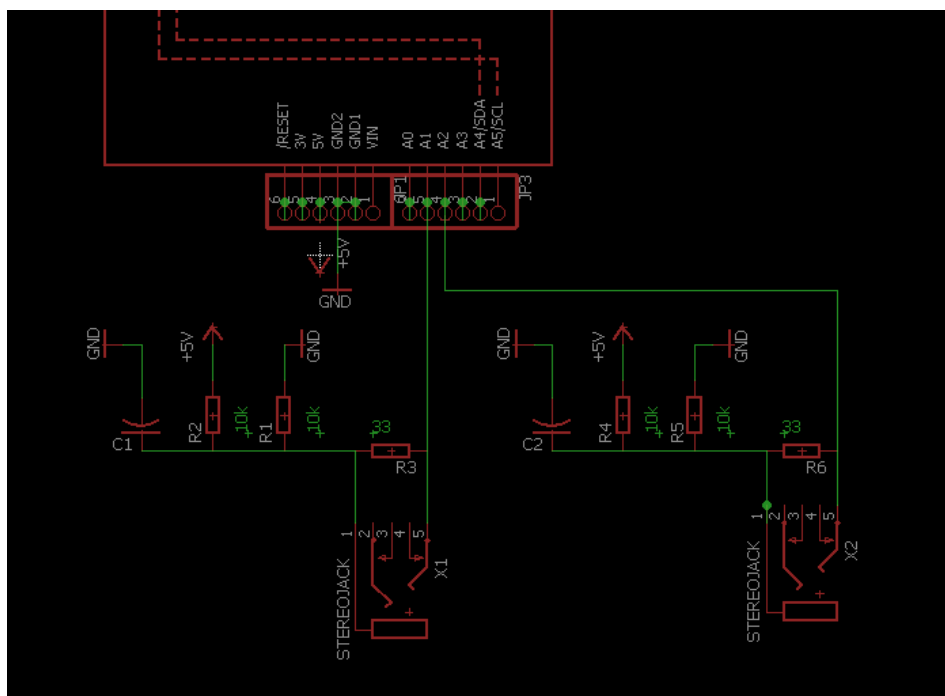 /RESET
3V
5V
GND2
GND1
VIN
A0
A1
A2
A3
A4/SDA
A5/SCL
6
5
4
3
2
1
JP1
6
5
4
3
2
1
JP3
+5V
GND
GND
+5V
GND
C1
R2
10k
R1
10k
33
R3
GND
+5V
GND
C2
R4
10k
R5
10k
33
R6
1
2
3
4
5
STEREOJACK
X1
1
2
3
4
5
STEREOJACK
X2